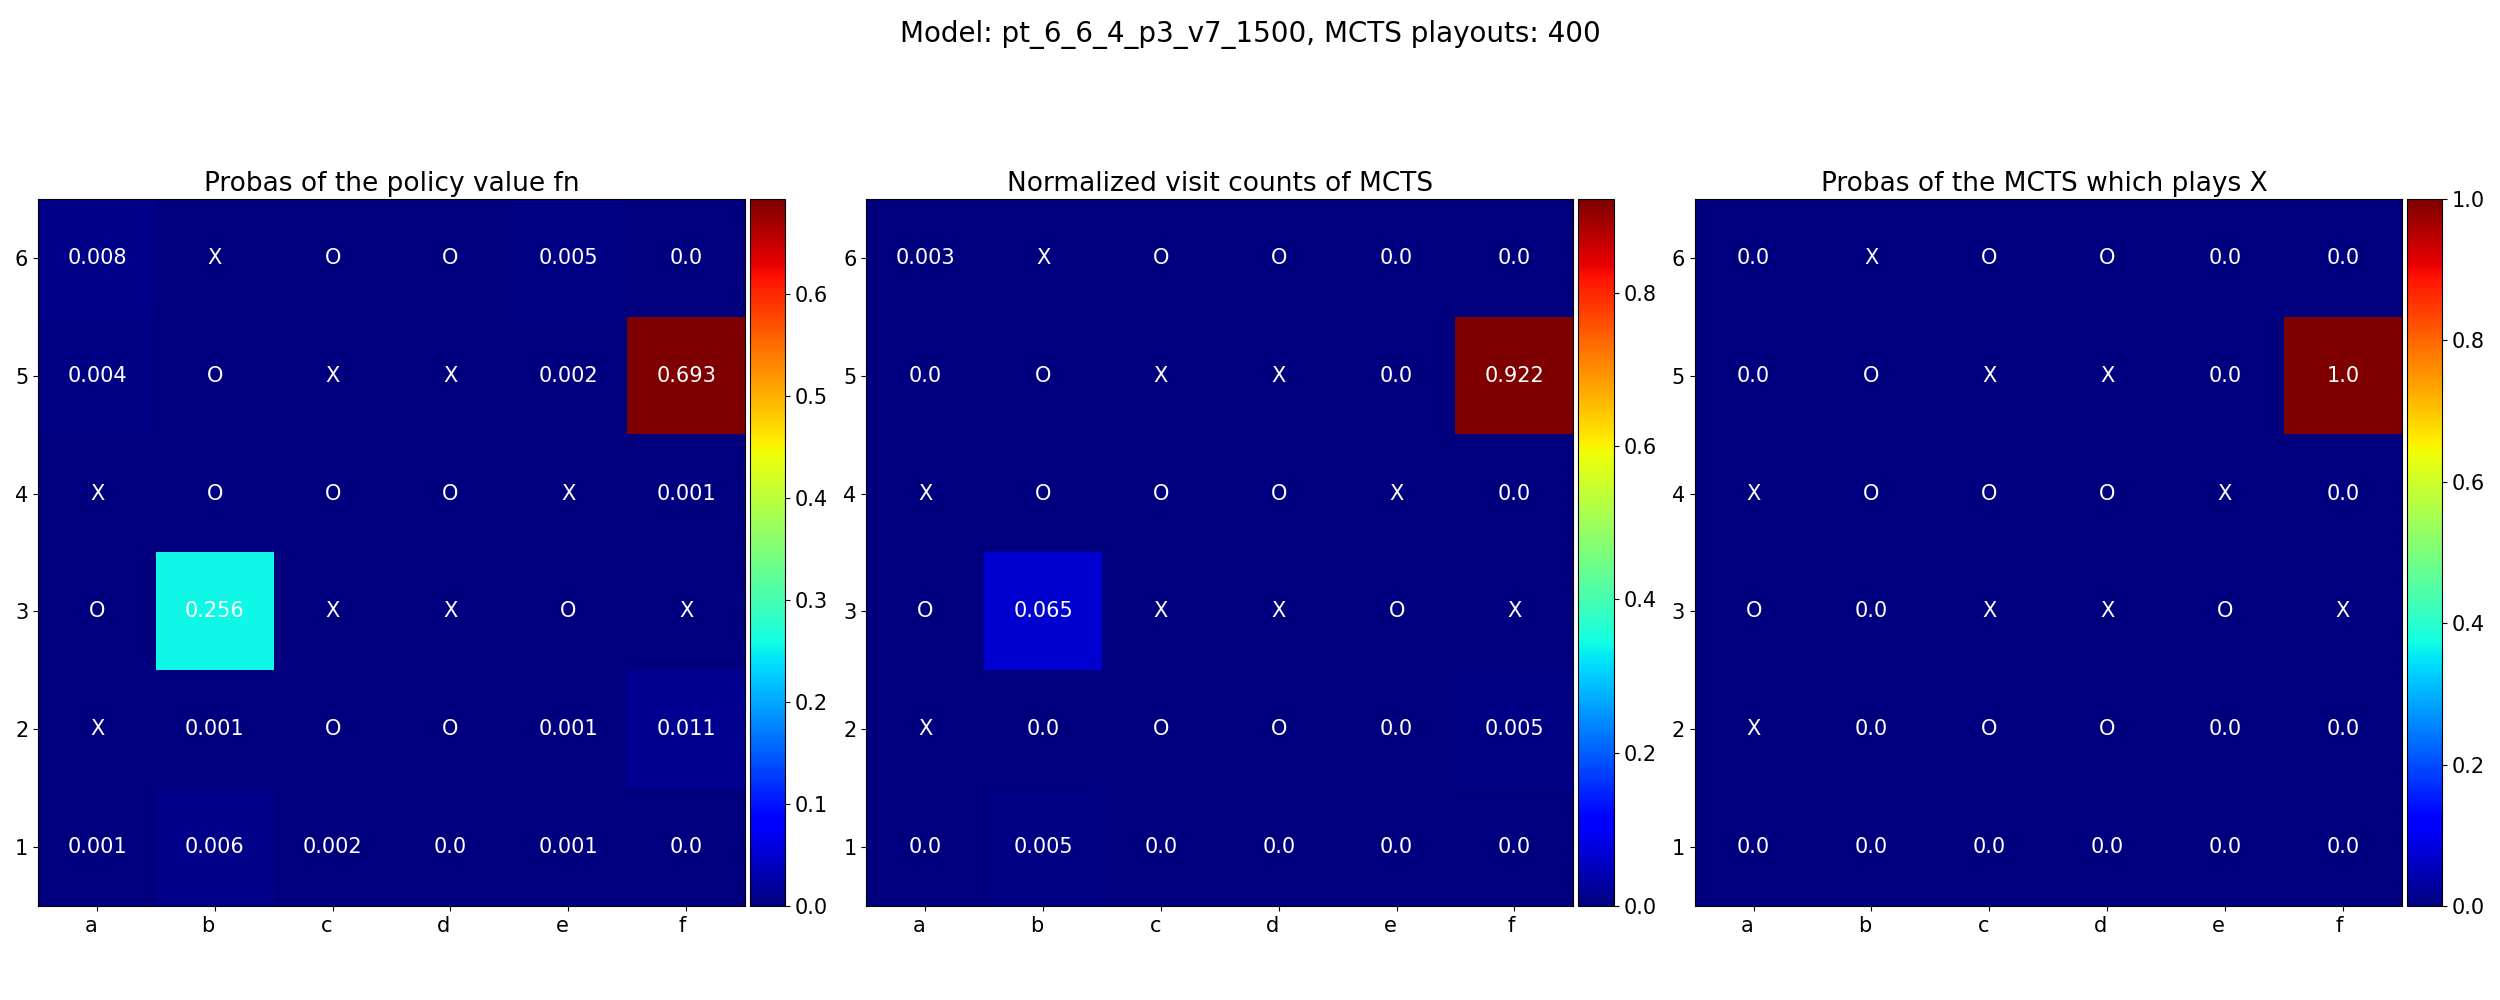 Model: pt_6_6_4_p3_v7_1500, MCTS playouts: 400
Probas of the policy value fn
6 0.008 X O O 0.005 0.0
5 0.004 O X X 0.002 0.693
4 X O O O X 0.001
3 O 0.256 X X O X
2 X 0.001 O O 0.001 0.011
1 0.001 0.006 0.002 0.0 0.001 0.0
a b c d e f
0.6
0.5
0.4
0.3
0.2
0.1
0.0
Normalized visit counts of MCTS
6 0.003 X O O 0.0 0.0
5 0.0 O X X 0.0 0.922
4 X O O O X 0.0
3 O 0.065 X X O X
2 X 0.0 O O 0.0 0.005
1 0.0 0.005 0.0 0.0 0.0 0.0
a b c d e f
0.8
0.6
0.4
0.2
0.0
Probas of the MCTS which plays X
6 0.0 X O O 0.0 0.0
5 0.0 O X X 0.0 1.0
4 X O O O X 0.0
3 O 0.0 X X O X
2 X 0.0 O O 0.0 0.0
1 0.0 0.0 0.0 0.0 0.0 0.0
a b c d e f
1.0
0.8
0.6
0.4
0.2
0.0